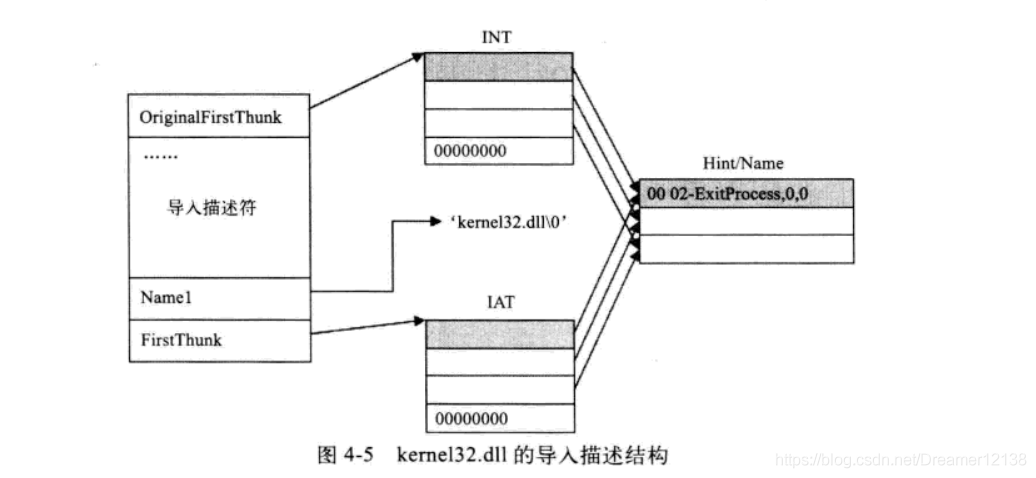 INT
OriginalFirstThunk
……
00000000
导入描述符
Hint/Name
00 02-ExitProcess,0,0
‘kernel32.dll\0’
Name1
IAT
FirstThunk
00000000
图 4-5 kernel32.dll 的导入描述结构
https://blog.csdn.net/Dreamer12138